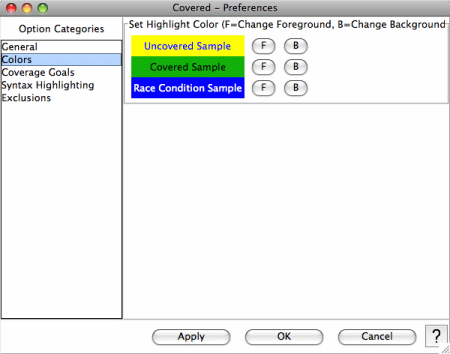 Covered – Preferences
Option Categories
General
Colors
Coverage Goals
Syntax Highlighting
Exclusions
Set Highlight Color (F=Change Foreground, B=Change Background
Uncovered Sample F B
Covered Sample F B
Race Condition Sample F B
Apply OK Cancel ?